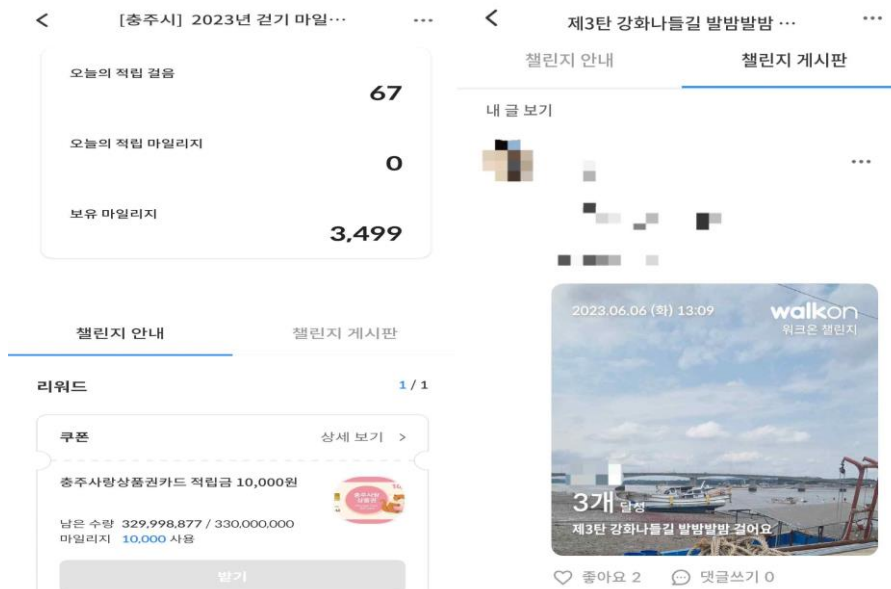 [충주시] 2023년 걷기 마일…
오늘의 적립 걸음
67
오늘의 적립 마일리지
0
보유 마일리지
3,499
챌린지 안내
챌린지 게시판
리워드
1 / 1
쿠폰
상세 보기 >
충주사랑상품권카드 적립금 10,000원
충주사랑
상품권
남은 수량 329,998,877 / 330,000,000
마일리지 10,000 사용
받기
제3탄 강화나들길 발밤발밤 …
챌린지 안내
챌린지 게시판
내 글 보기
2023.06.06 (화) 13:09
walkon
워크온 챌린지
3개 달성
제3탄 강화나들길 발밤발밤 걸어요
좋아요 2
댓글쓰기 0